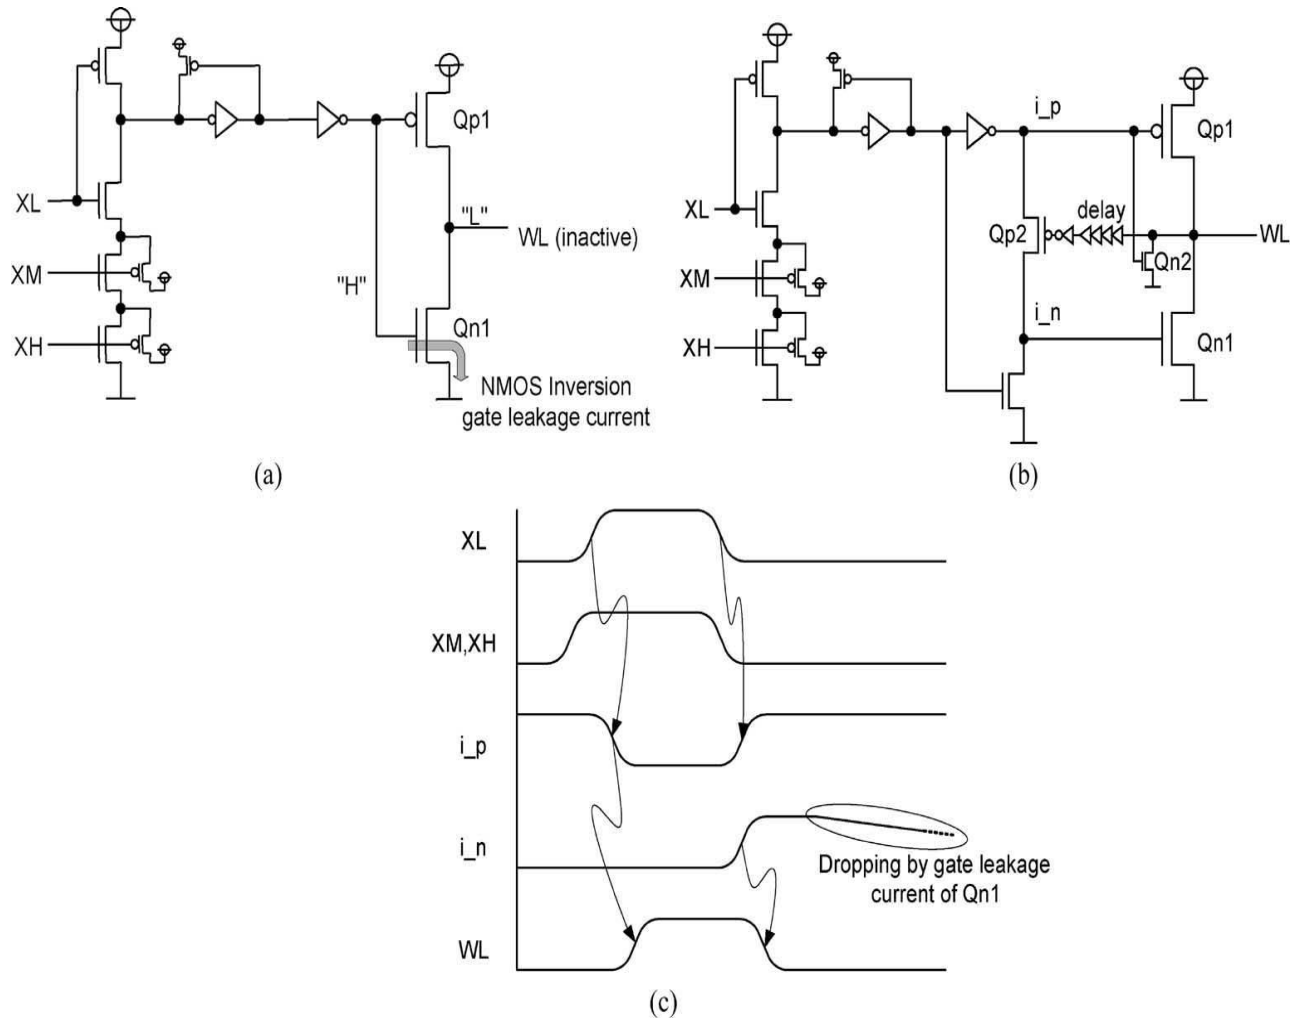 XL
XM
XH
Qp1
"L"
WL (inactive)
"H"
Qn1
NMOS Inversion
gate leakage current
(a)
i_p
Qp1
XL
delay
Qp2
WL
Qn2
XM
i_n
XH
Qn1
(b)
XL
XM,XH
i_p
i_n
Dropping by gate leakage
current of Qn1
WL
(c)